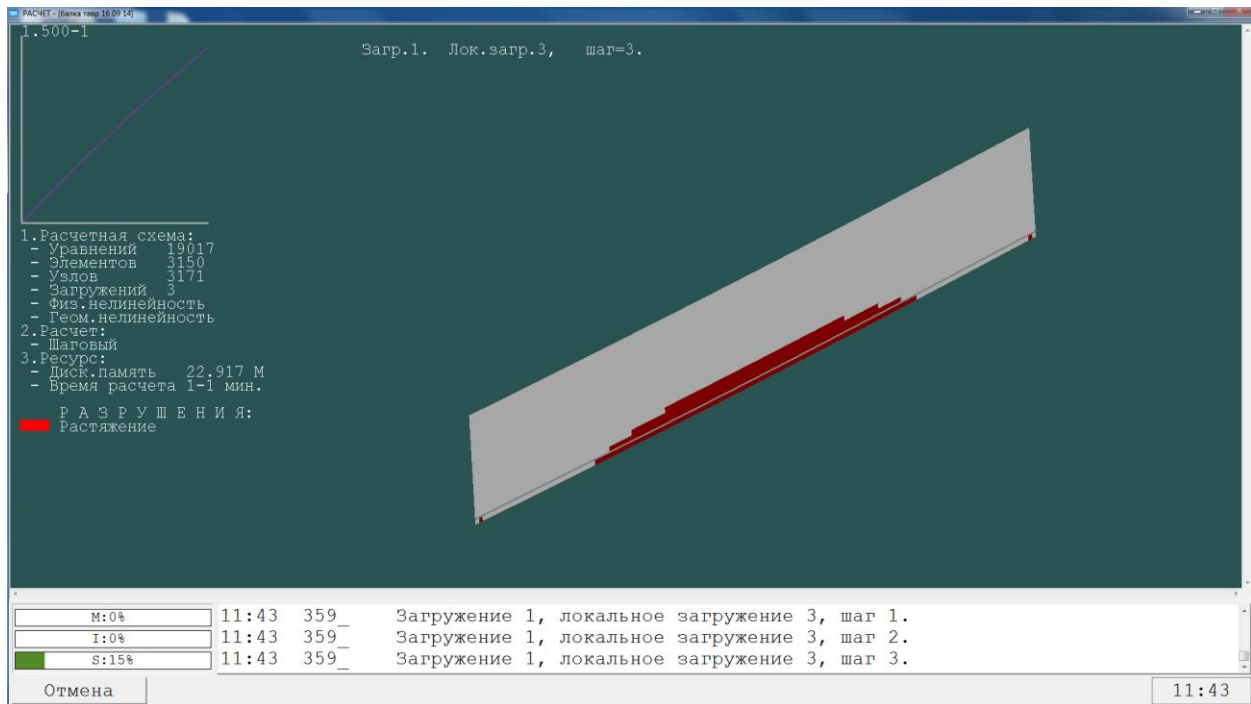 РАСЧЕТ - [балка тавр 16 09 14]
1.500-1
Загр.1. Лок.загр.3, шаг=3.
1.Расчетная схема:
- Уравнений 19017
- Элементов 3150
- Узлов 3171
- Загружений 3
- Физ.нелинейность
- Геом.нелинейность
2.Расчет:
- Шаговый
3.Ресурс:
- Диск.память 22.917 М
- Время расчета 1-1 мин.
Р А З Р У Ш Е Н И Я:
Растяжение
M:0%
I:0%
S:15%
11:43 359_ Загружение 1, локальное загружение 3, шаг 1.
11:43 359_ Загружение 1, локальное загружение 3, шаг 2.
11:43 359_ Загружение 1, локальное загружение 3, шаг 3.
Отмена
11:43